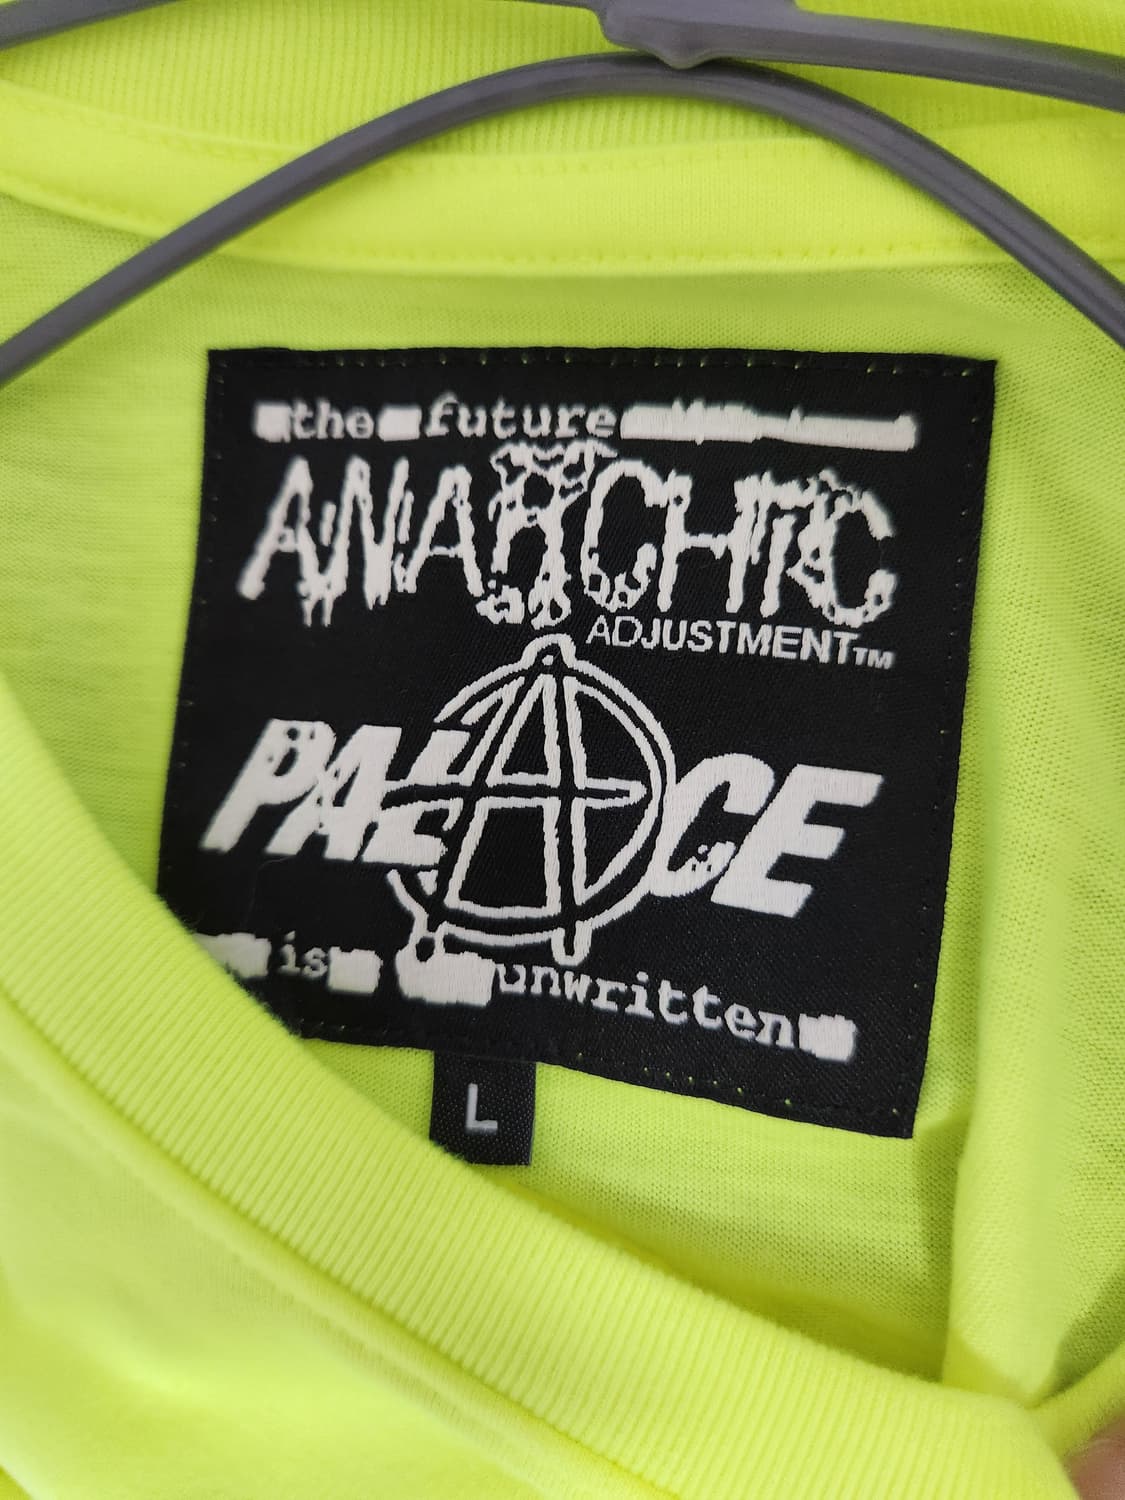 the future
ANARCHIC
ADJUSTMENT™
PALACE
is unwritten
L